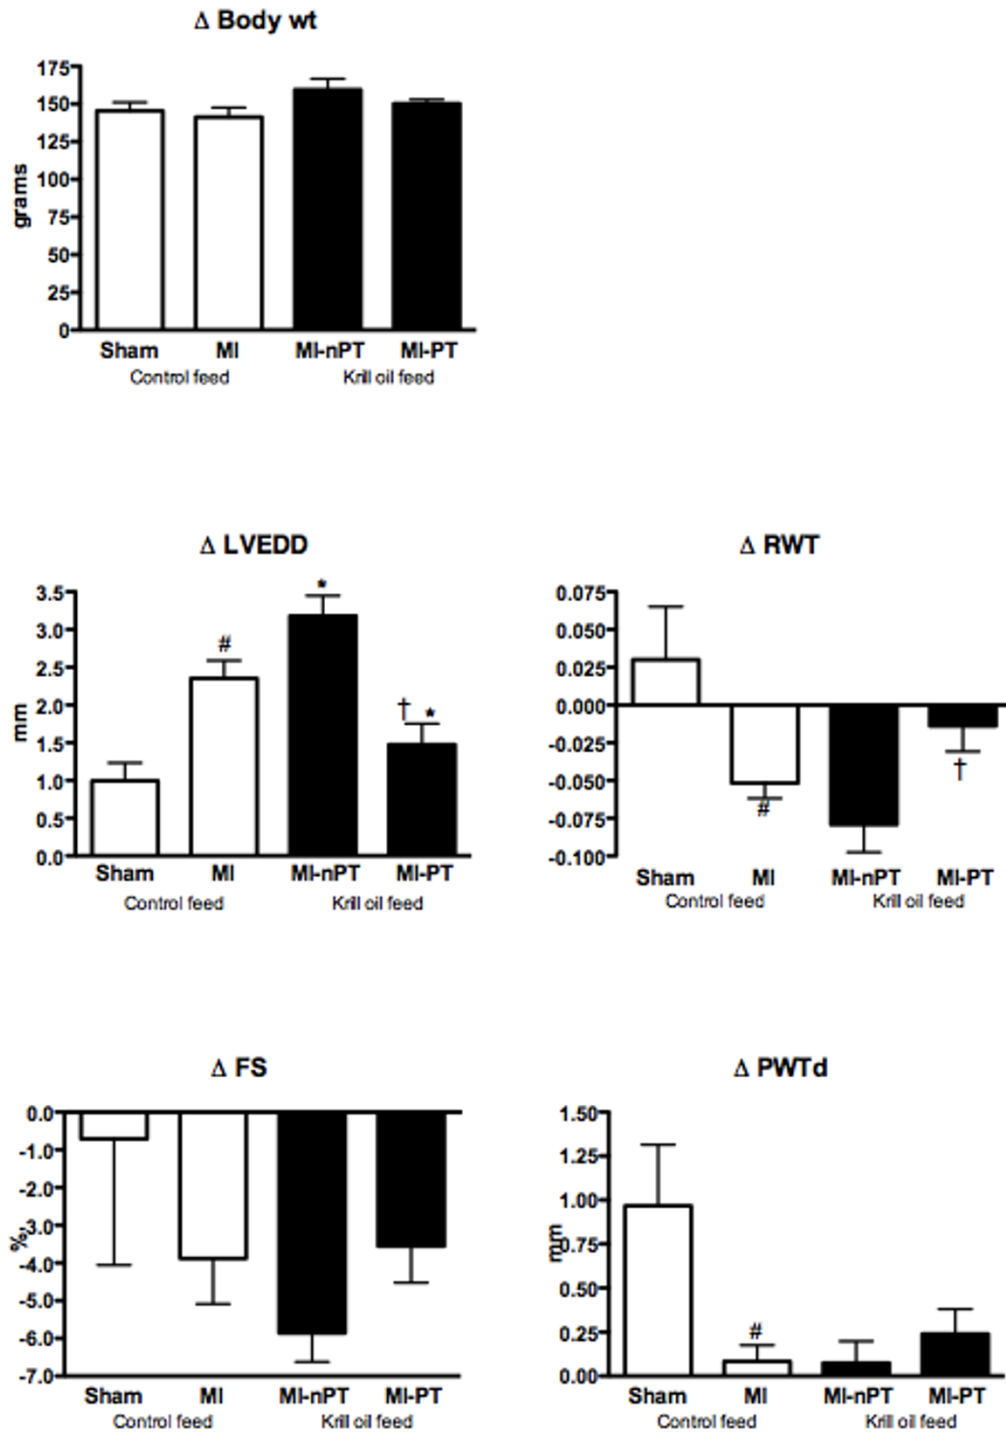 Δ Body wt
175
150
125
100
75
50
25
0
grams
Sham MI MI-nPT MI-PT
Control feed Krill oil feed
Δ LVEDD
3.5
3.0
2.5
2.0
1.5
1.0
0.5
0.0
mm
#
*
† *
Sham MI MI-nPT MI-PT
Control feed Krill oil feed
Δ RWT
0.075
0.050
0.025
0.000
-0.025
-0.050
-0.075
-0.100
#
†
Sham MI MI-nPT MI-PT
Control feed Krill oil feed
Δ FS
0.0
-1.0
-2.0
-3.0
-4.0
-5.0
-6.0
-7.0
%
Sham MI MI-nPT MI-PT
Control feed Krill oil feed
Δ PWTd
1.50
1.25
1.00
0.75
0.50
0.25
0.00
mm
#
Sham MI MI-nPT MI-PT
Control feed Krill oil feed